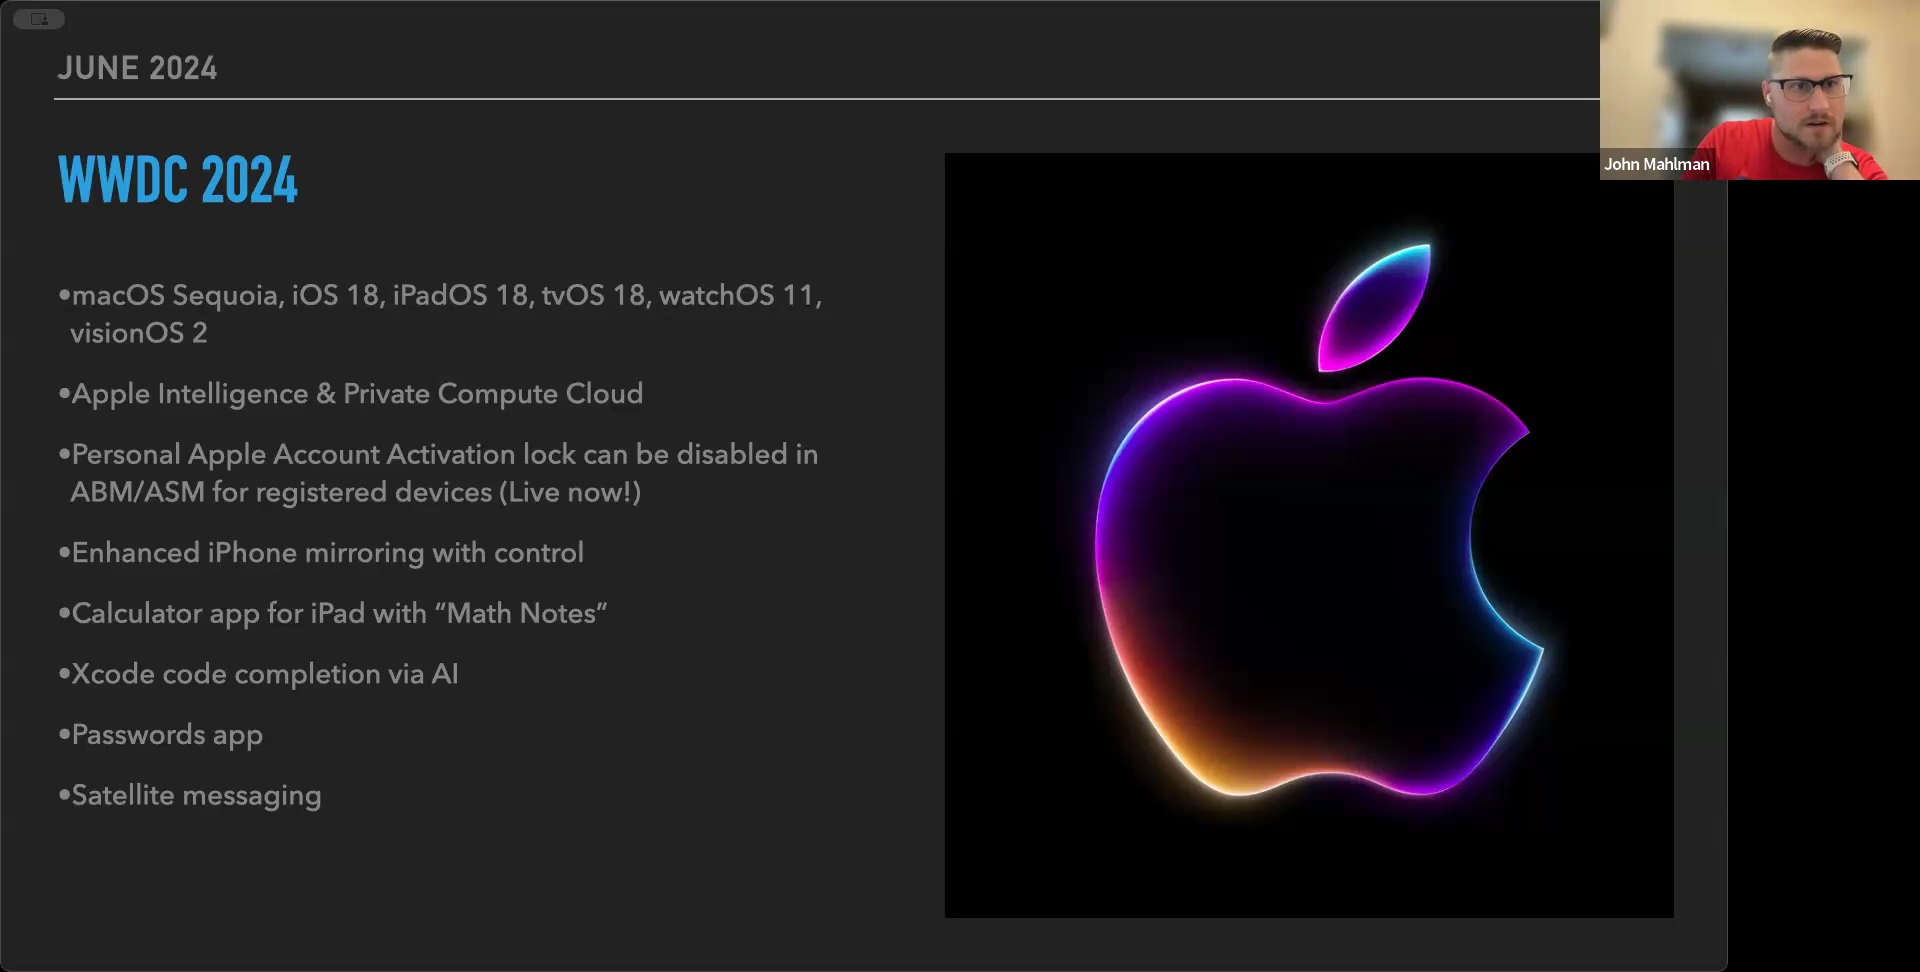 JUNE 2024
WWDC 2024
•macOS Sequoia, iOS 18, iPadOS 18, tvOS 18, watchOS 11,
visionOS 2
•Apple Intelligence & Private Compute Cloud
•Personal Apple Account Activation lock can be disabled in
ABM/ASM for registered devices (Live now!)
•Enhanced iPhone mirroring with control
•Calculator app for iPad with “Math Notes”
•Xcode code completion via AI
•Passwords app
•Satellite messaging
John Mahlman